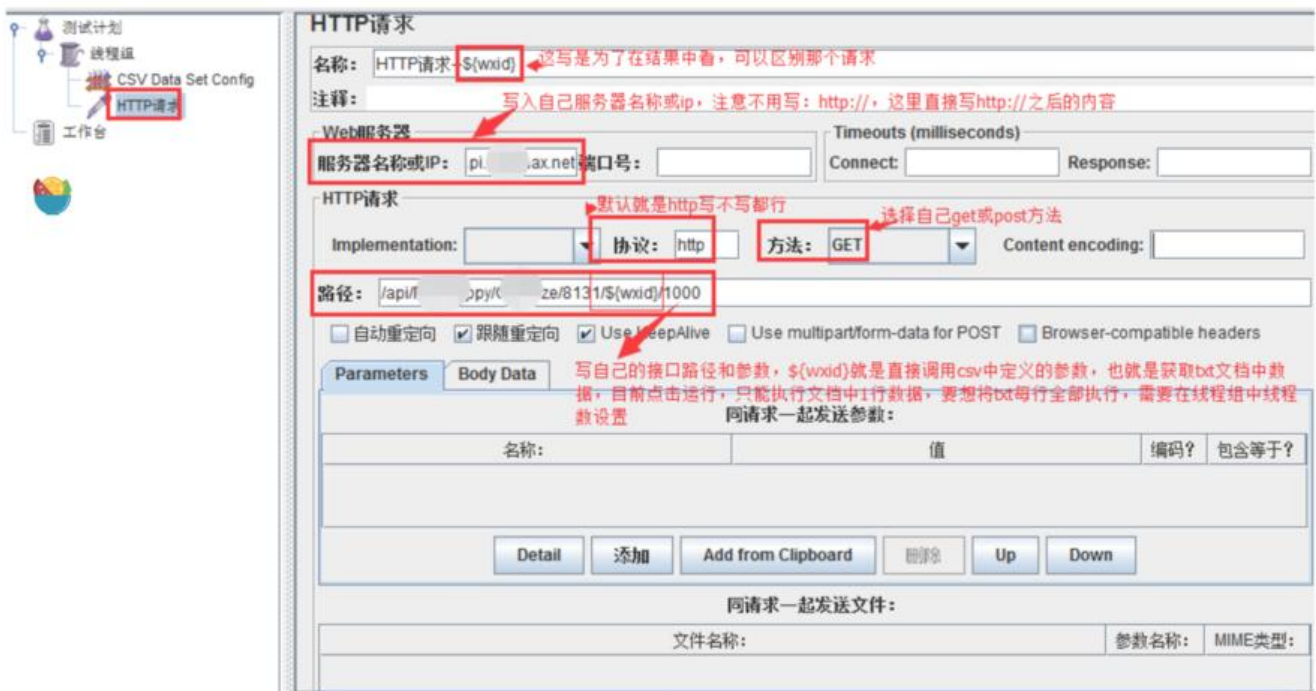 测试计划
线程组
CSV Data Set Config
HTTP请求
工作台
HTTP请求
名称： HTTP请求-${wxid} 这写是为了在结果中看，可以区别那个请求
注释： 写入自己服务器名称或ip，注意不用写：http://，这里直接写http://之后的内容
Web服务器 Timeouts (milliseconds)
服务器名称或IP： pi. .ax.net 端口号： Connect: Response:
HTTP请求 默认就是http写不写都行
选择自己get或post方法
Implementation: 协议： http 方法： GET Content encoding:
路径： /api/ ppy/ ze/8131/${wxid}/1000
自动重定向 跟随重定向 Use KeepAlive Use multipart/form-data for POST Browser-compatible headers
Parameters Body Data 写自己的接口路径和参数，${wxid}就是直接调用csv中定义的参数，也就是获取txt文档中数
据，目前点击运行，只能执行文档中1行数据，要想将txt每行全部执行，需要在线程组中线程
数设置 同请求一起发送参数：
名称： 值 编码？ 包含等于？
Detail 添加 Add from Clipboard 删除 Up Down
同请求一起发送文件：
文件名称： 参数名称： MIME类型：